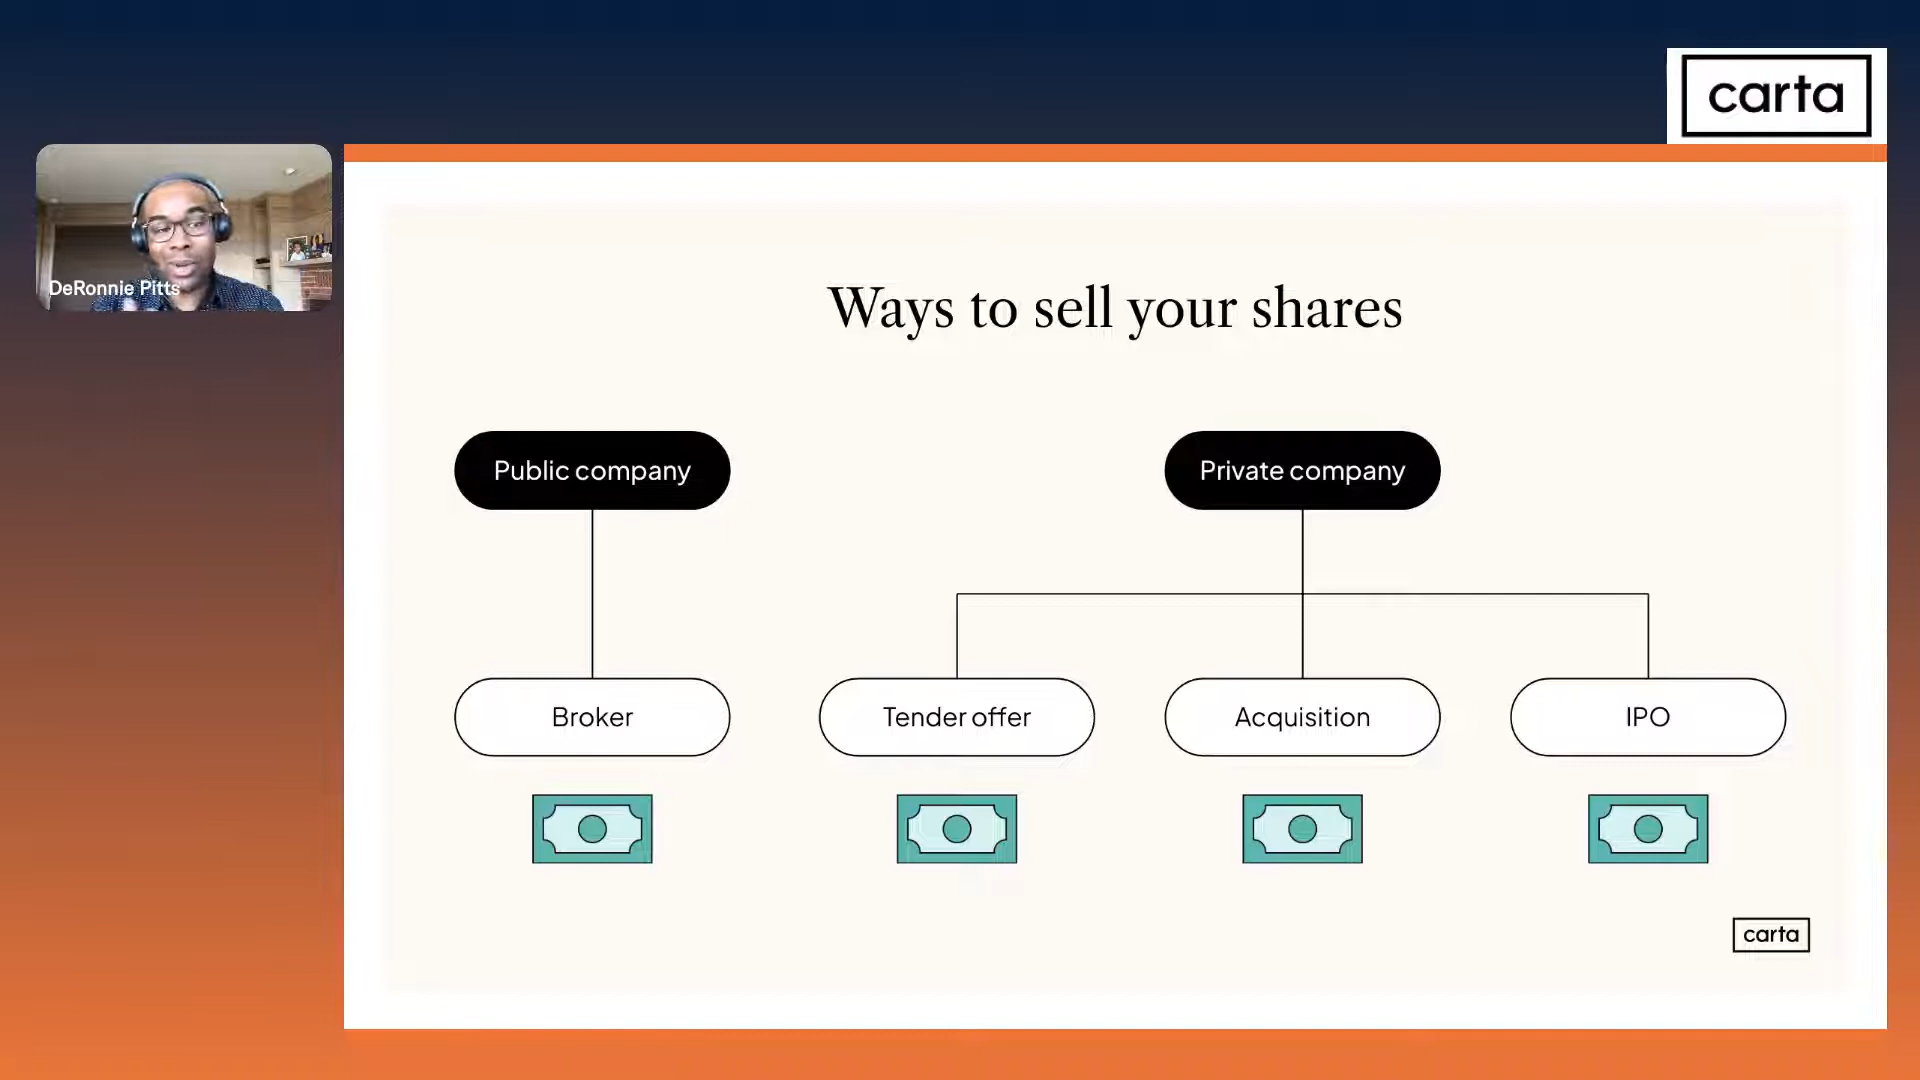 carta
DeRonnie Pitts
Ways to sell your shares
Public company
Private company
Broker
Tender offer
Acquisition
IPO
carta